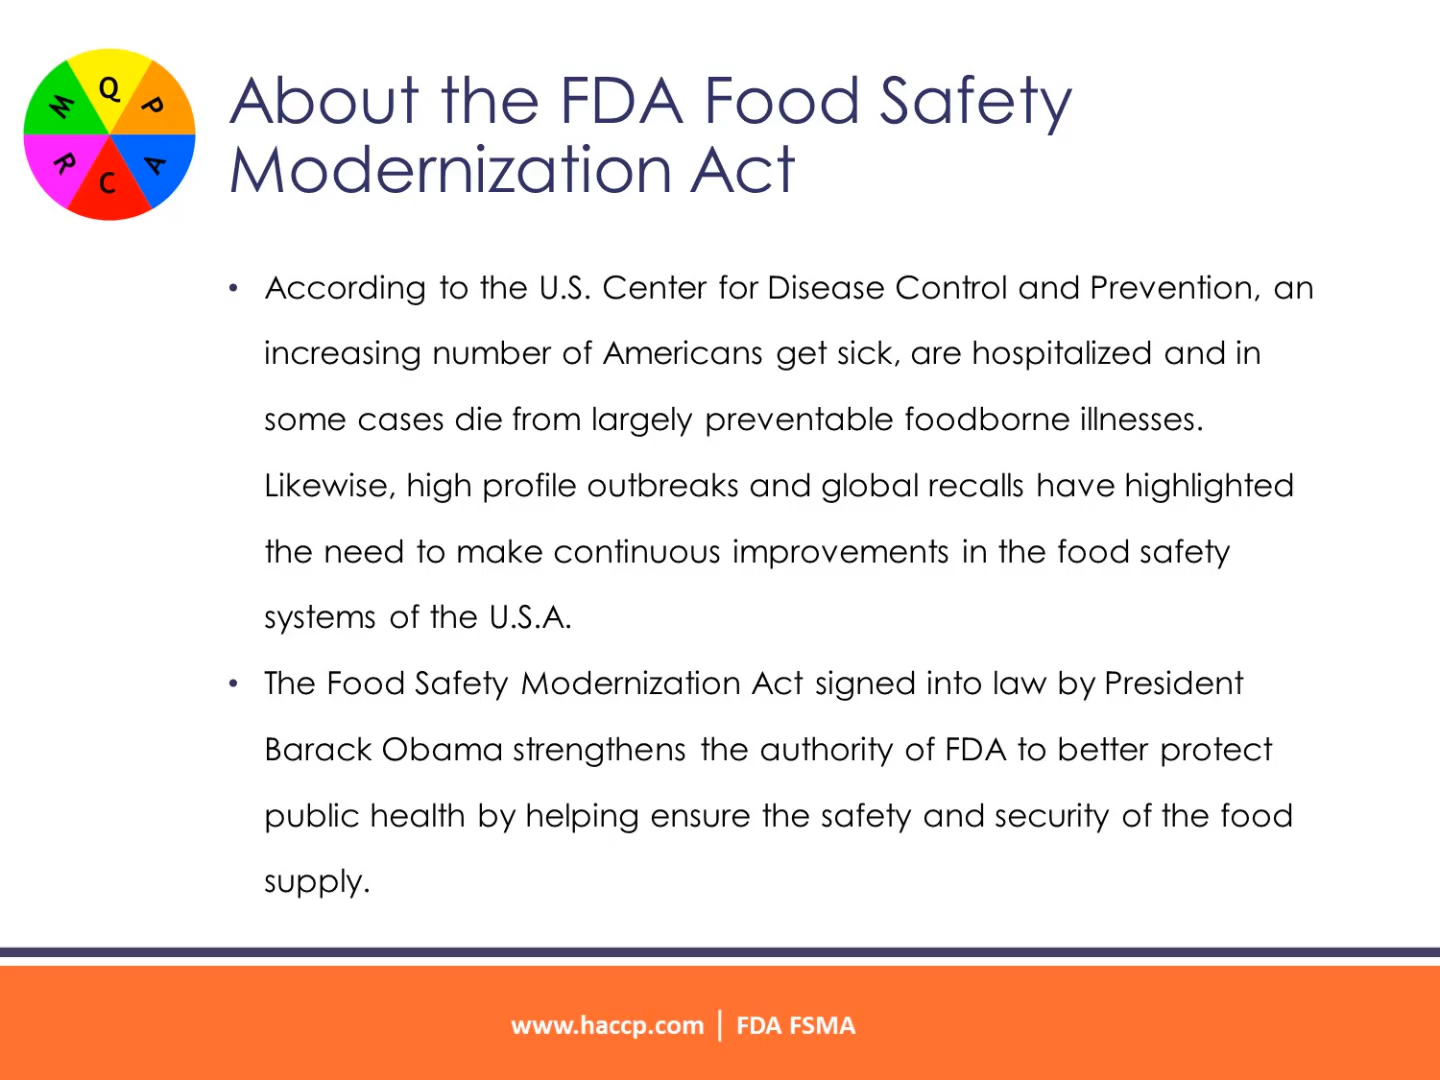 Q
P
A
C
R
M
About the FDA Food Safety
Modernization Act
• According to the U.S. Center for Disease Control and Prevention, an
increasing number of Americans get sick, are hospitalized and in
some cases die from largely preventable foodborne illnesses.
Likewise, high profile outbreaks and global recalls have highlighted
the need to make continuous improvements in the food safety
systems of the U.S.A.
• The Food Safety Modernization Act signed into law by President
Barack Obama strengthens the authority of FDA to better protect
public health by helping ensure the safety and security of the food
supply.
www.haccp.com | FDA FSMA